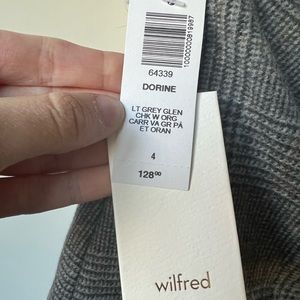 10000000819987
64339
DORINE
LT GREY GLEN
CHK W ORG
CARR VA GR PÂ
ET ORAN
4
128⁰⁰
wilfred